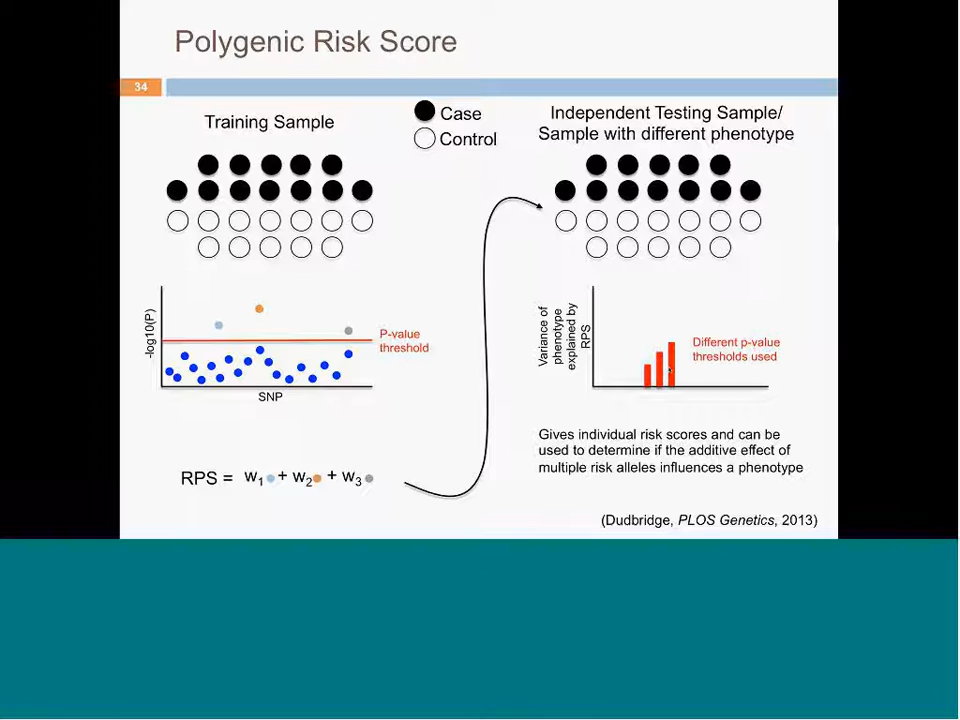 Polygenic Risk Score
34
Training Sample
Case
Control
Independent Testing Sample/
Sample with different phenotype
-log10(P)
P-value
threshold
SNP
RPS = w1 + w2 + w3
Variance of
phenotype
explained by
RPS
Different p-value
thresholds used
Gives individual risk scores and can be
used to determine if the additive effect of
multiple risk alleles influences a phenotype
(Dudbridge, PLOS Genetics, 2013)